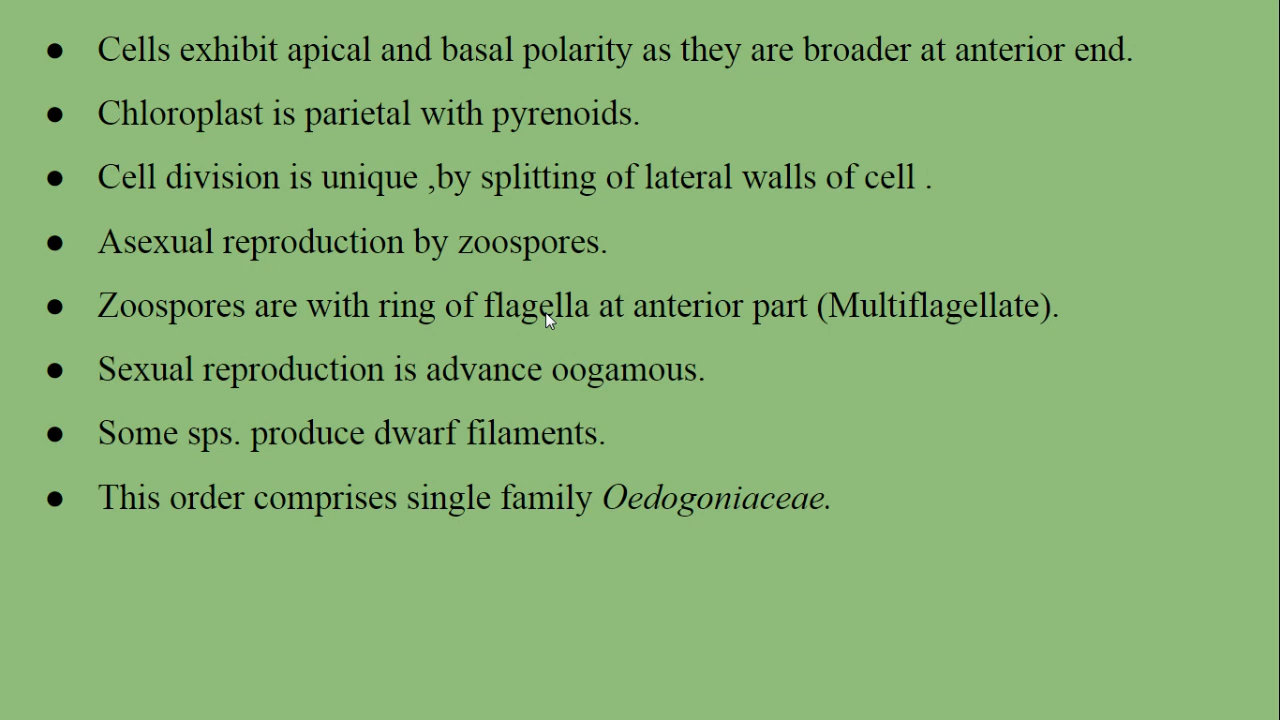 ● Cells exhibit apical and basal polarity as they are broader at anterior end.
● Chloroplast is parietal with pyrenoids.
● Cell division is unique ,by splitting of lateral walls of cell .
● Asexual reproduction by zoospores.
● Zoospores are with ring of flagella at anterior part (Multiflagellate).
● Sexual reproduction is advance oogamous.
● Some sps. produce dwarf filaments.
● This order comprises single family Oedogoniaceae.